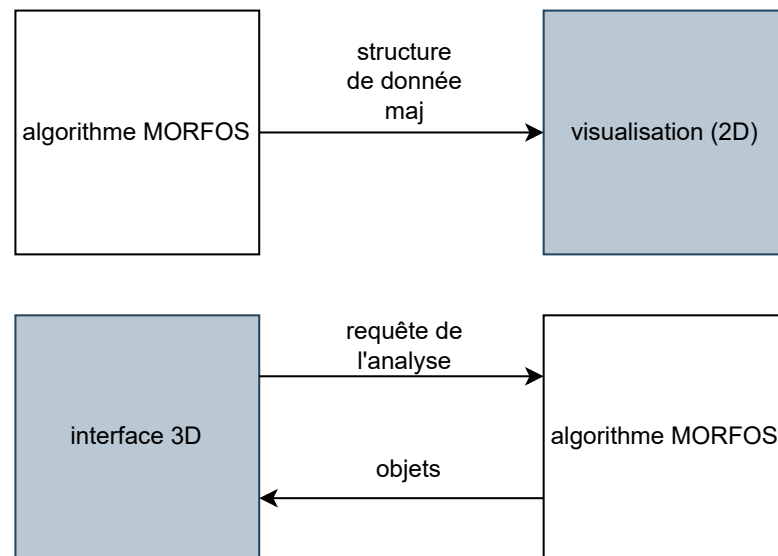 structure
de donnée
maj
algorithme MORFOS
visualisation (2D)
requête de
l'analyse
interface 3D
algorithme MORFOS
objets